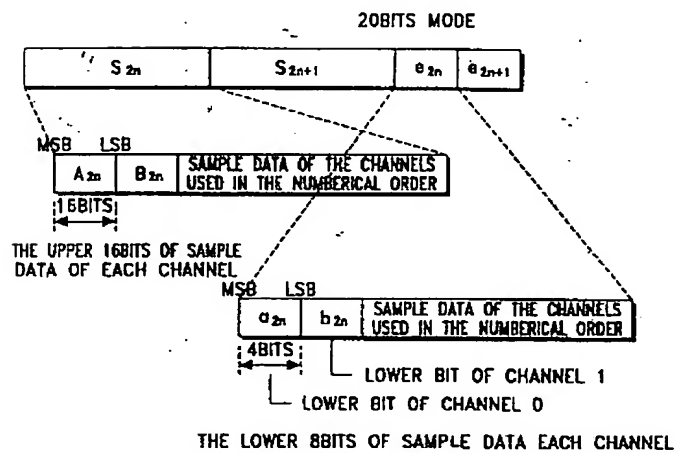 20BITS MODE
S2n S2n+1 e2n e2n+1
MSB LSB
A2n B2n SAMPLE DATA OF THE CHANNELS
USED IN THE NUMBERICAL ORDER
16BITS
THE UPPER 16BITS OF SAMPLE
DATA OF EACH CHANNEL
MSB LSB
a2n b2n SAMPLE DATA OF THE CHANNELS
USED IN THE NUMBERICAL ORDER
4BITS
LOWER BIT OF CHANNEL 1
LOWER BIT OF CHANNEL 0
THE LOWER 8BITS OF SAMPLE DATA EACH CHANNEL